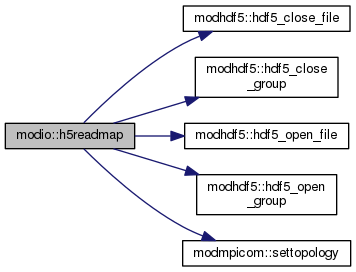 modio::h5readmap
modhdf5::hdf5_close_file
modhdf5::hdf5_close
_group
modhdf5::hdf5_open_file
modhdf5::hdf5_open
_group
modmpicom::settopology